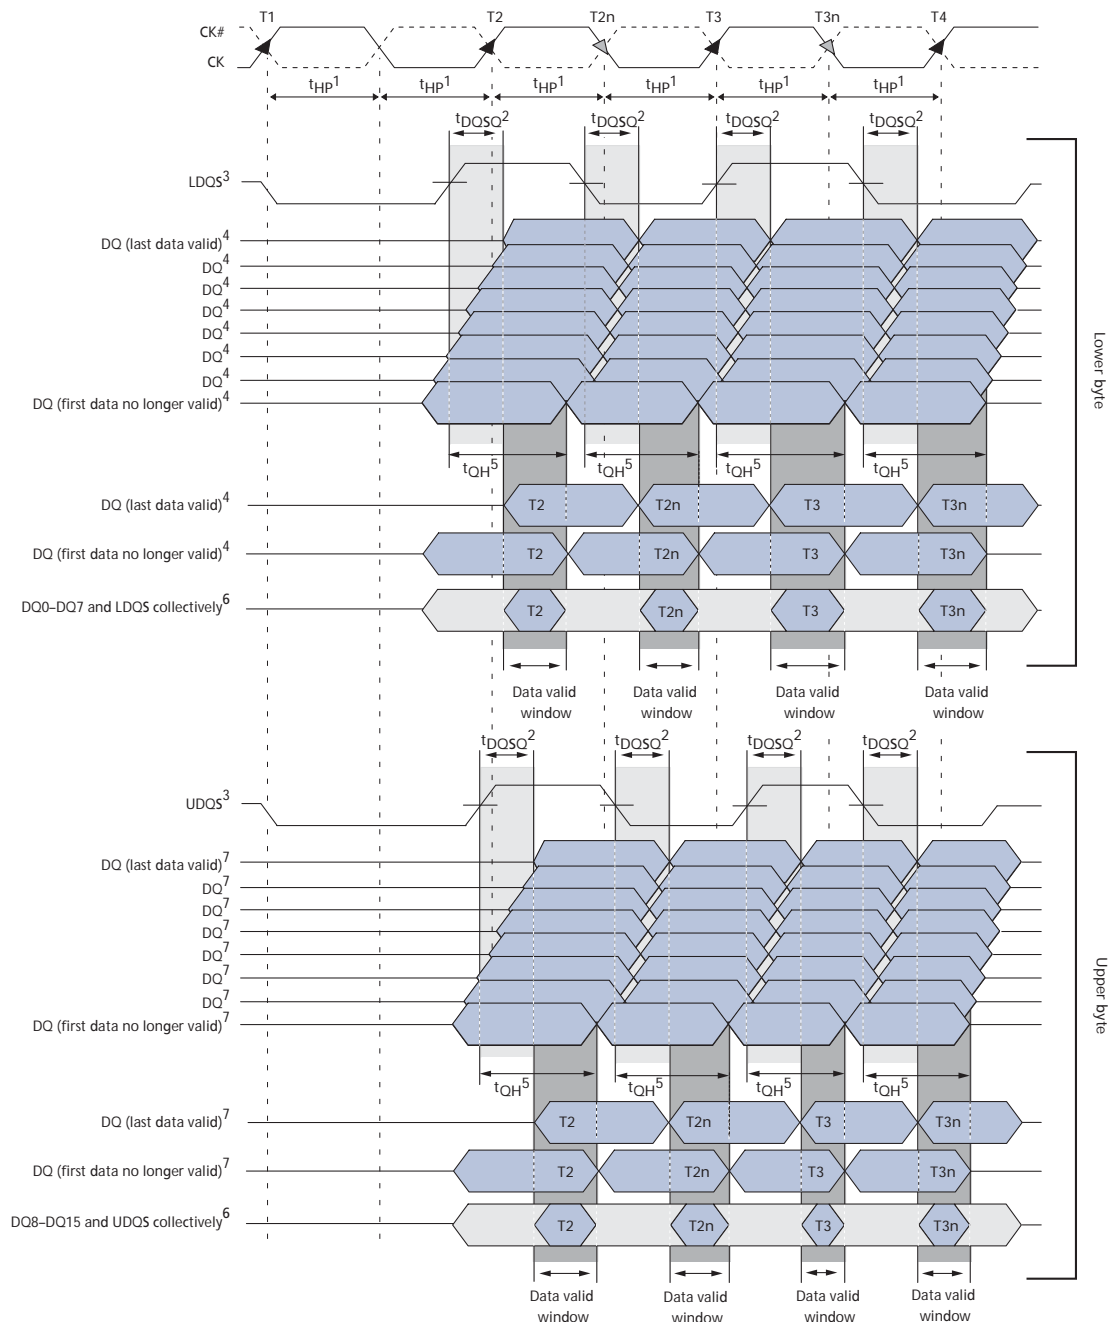 T1 T2 T2n T3 T3n T4
CK#
CK
tHP1 tHP1 tHP1 tHP1 tHP1 tHP1
tDQSQ2 tDQSQ2 tDQSQ2 tDQSQ2
LDQS3
DQ (last data valid)4
DQ4
DQ4
DQ4
DQ4
DQ4
DQ4
DQ (first data no longer valid)4
tQH5 tQH5 tQH5 tQH5
DQ (last data valid)4 T2 T2n T3 T3n
DQ (first data no longer valid)4 T2 T2n T3 T3n
DQ0–DQ7 and LDQS collectively6 T2 T2n T3 T3n
Data valid window Data valid window Data valid window Data valid window
Lower byte
tDQSQ2 tDQSQ2 tDQSQ2 tDQSQ2
UDQS3
DQ (last data valid)7
DQ7
DQ7
DQ7
DQ7
DQ7
DQ7
DQ (first data no longer valid)7
tQH5 tQH5 tQH5 tQH5
DQ (last data valid)7 T2 T2n T3 T3n
DQ (first data no longer valid)7 T2 T2n T3 T3n
DQ8–DQ15 and UDQS collectively6 T2 T2n T3 T3n
Data valid window Data valid window Data valid window Data valid window
Upper byte